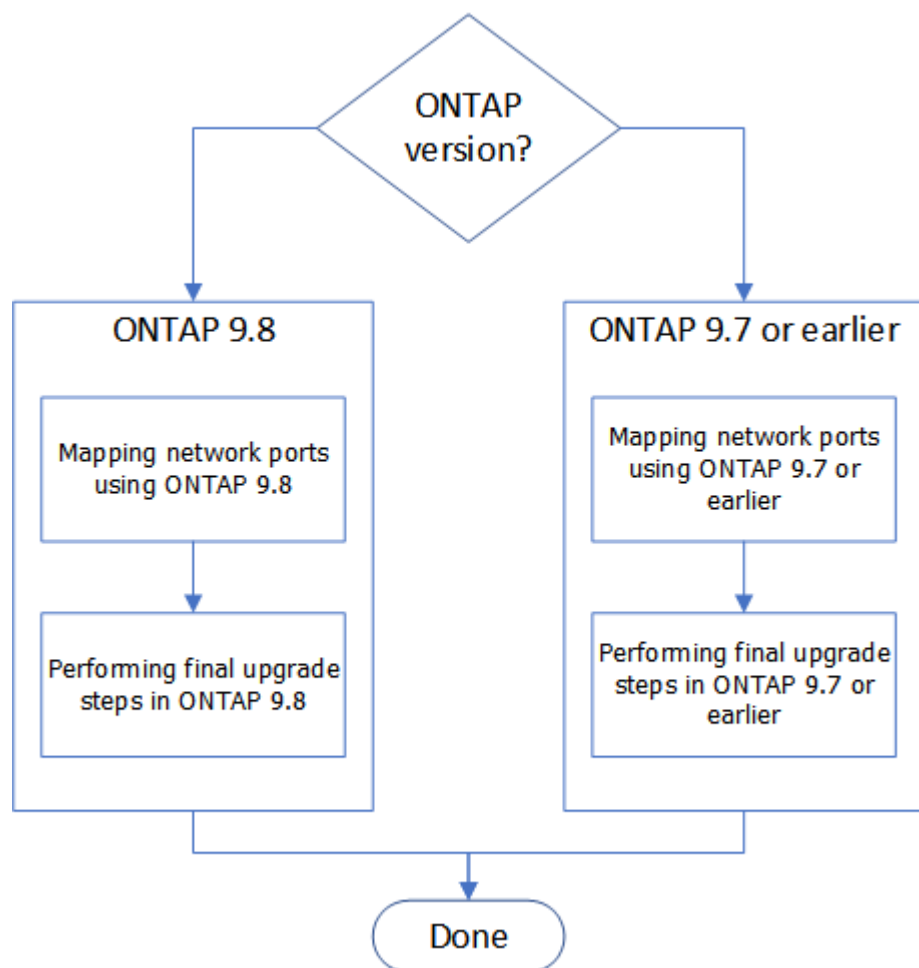 ONTAP
version?
ONTAP 9.8
Mapping network ports
using ONTAP 9.8
Performing final upgrade
steps in ONTAP 9.8
ONTAP 9.7 or earlier
Mapping network ports
using ONTAP 9.7 or
earlier
Performing final upgrade
steps in ONTAP 9.7 or
earlier
Done